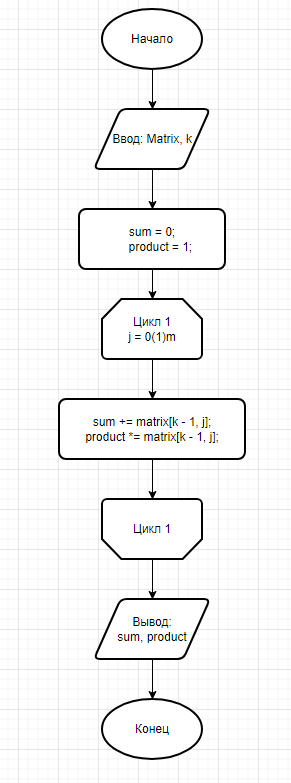 Начало
Ввод: Matrix, k
sum = 0;
product = 1;
Цикл 1
j = 0(1)m
sum += matrix[k - 1, j];
product *= matrix[k - 1, j];
Цикл 1
Вывод:
sum, product
Конец